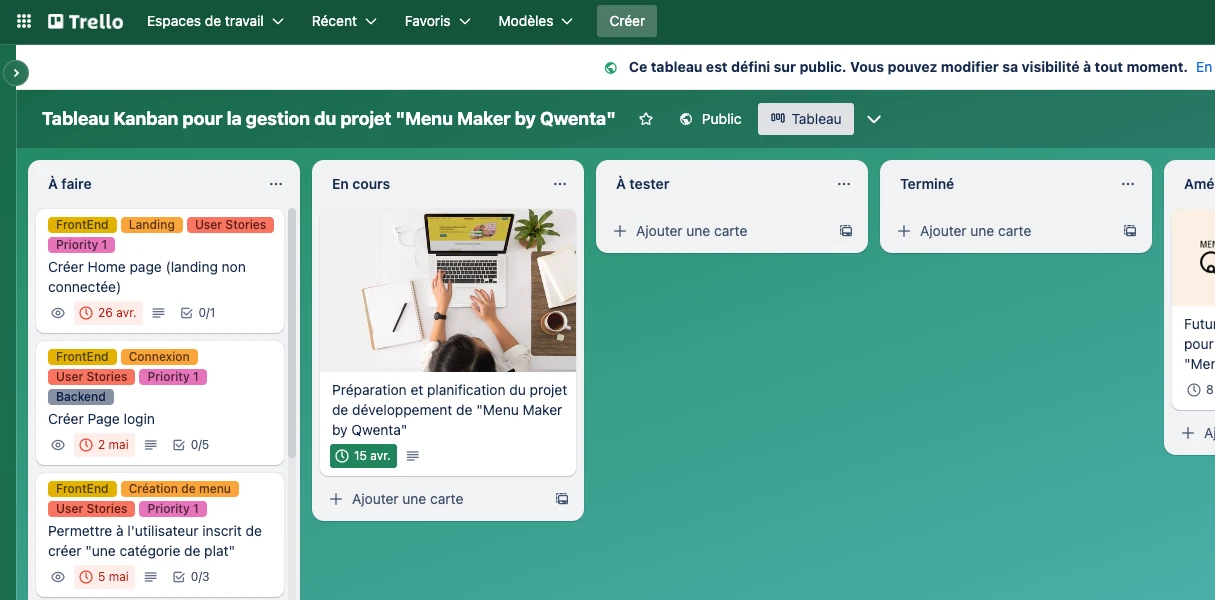 Trello Espaces de travail Récent Favoris Modèles Créer
Ce tableau est défini sur public. Vous pouvez modifier sa visibilité à tout moment. En
Tableau Kanban pour la gestion du projet "Menu Maker by Qwenta" Public Tableau
À faire
FrontEnd Landing User Stories
Priority 1
Créer Home page (landing non
connectée)
26 avr. 0/1
FrontEnd Connexion
User Stories Priority 1
Backend
Créer Page login
2 mai 0/5
FrontEnd Création de menu
User Stories Priority 1
Permettre à l'utilisateur inscrit de
créer "une catégorie de plat"
5 mai 0/3
En cours
Préparation et planification du projet
de développement de "Menu Maker
by Qwenta"
15 avr.
Ajouter une carte
À tester
Ajouter une carte
Terminé
Ajouter une carte
Amé
MEN
Q
Futur
pour
"Men
8
Aj